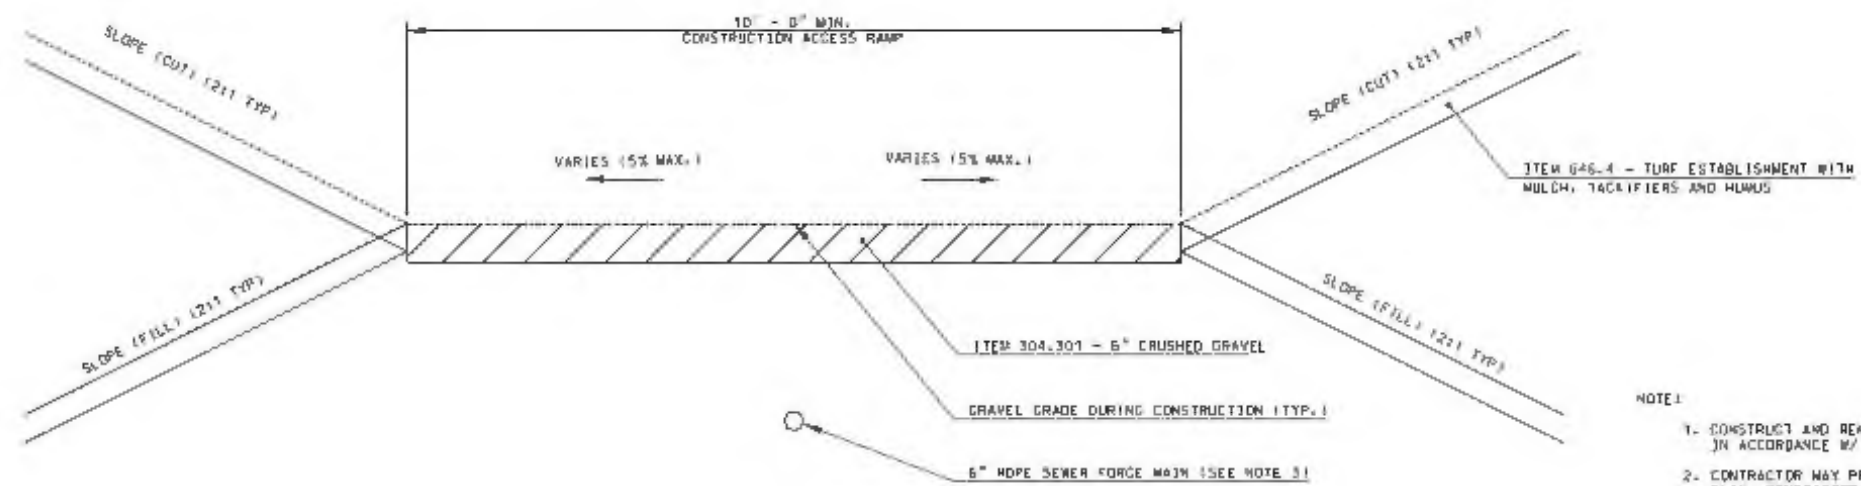 10' - 0" MIN.
CONSTRUCTION ACCESS RAMP
SLOPE (CUT) (2:1 TYP)
SLOPE (CUT) (2:1 TYP)
VARIES (5% MAX.)
VARIES (5% MAX.)
ITEM 646.4 - TURF ESTABLISHMENT WITH
MULCH, TACKIFIERS AND HUMUS
SLOPE (FILL) (2:1 TYP)
SLOPE (FILL) (2:1 TYP)
ITEM 304.301 - 6" CRUSHED GRAVEL
GRAVEL GRADE DURING CONSTRUCTION (TYP.)
6" HDPE SEWER FORCE MAIN (SEE NOTE 3)
NOTE:
1. CONSTRUCT AND
IN ACCORDANCE W/
2. CONTRACTOR MAY